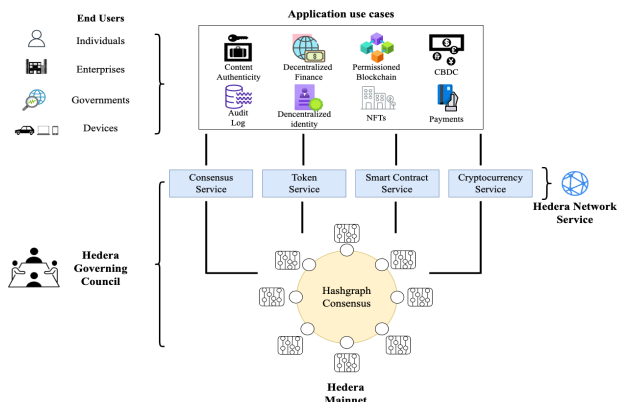 End Users
Individuals
Enterprises
Governments
Devices
Application use cases
Content
Authenticity
Decentralized
Finance
Permissioned
Blockchain
CBDC
Audit
Log
Dencentralized
identity
NFTs
Payments
Consensus
Service
Token
Service
Smart Contract
Service
Cryptocurrency
Service
Hedera Network
Service
Hedera
Governing
Council
Hashgraph
Consensus
Hedera
Mainnet